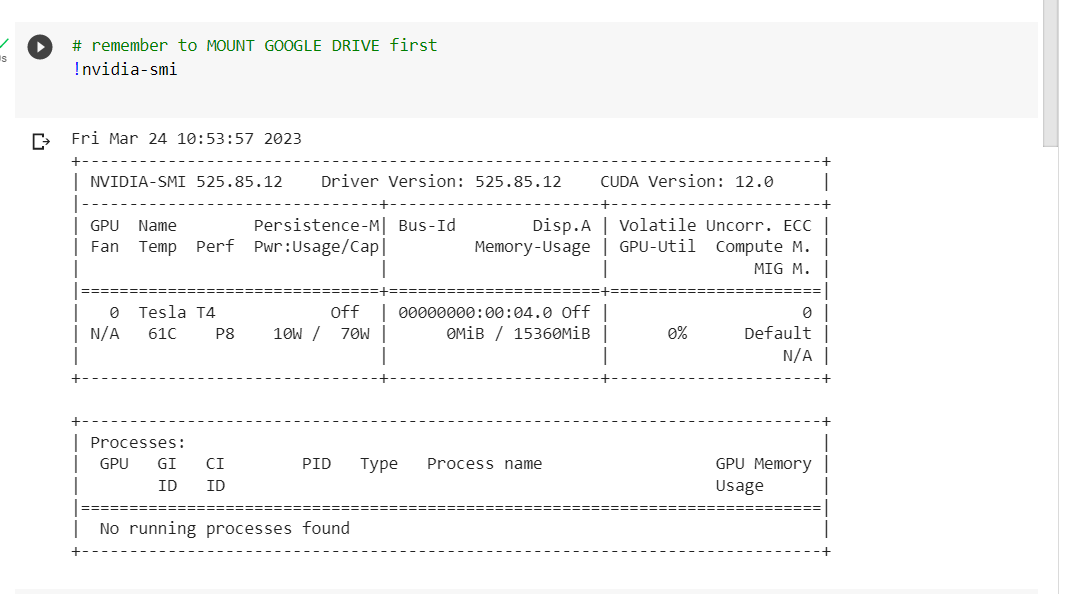 # remember to MOUNT GOOGLE DRIVE first
!nvidia-smi
Fri Mar 24 10:53:57 2023
+-----------------------------------------------------------------------------+
| NVIDIA-SMI 525.85.12    Driver Version: 525.85.12    CUDA Version: 12.0     |
|-------------------------------+----------------------+----------------------+
| GPU  Name        Persistence-M| Bus-Id        Disp.A | Volatile Uncorr. ECC |
| Fan  Temp  Perf  Pwr:Usage/Cap|         Memory-Usage | GPU-Util  Compute M. |
|                               |                      |               MIG M. |
|===============================+======================+======================|
|   0  Tesla T4            Off  | 00000000:00:04.0 Off |                    0 |
| N/A   61C    P8    10W /  70W |      0MiB / 15360MiB |      0%      Default |
|                               |                      |                  N/A |
+-------------------------------+----------------------+----------------------+
+-----------------------------------------------------------------------------+
| Processes:                                                                  |
|  GPU   GI   CI        PID   Type   Process name                  GPU Memory |
|        ID   ID                                                   Usage      |
|=============================================================================|
|  No running processes found                                                 |
+-----------------------------------------------------------------------------+